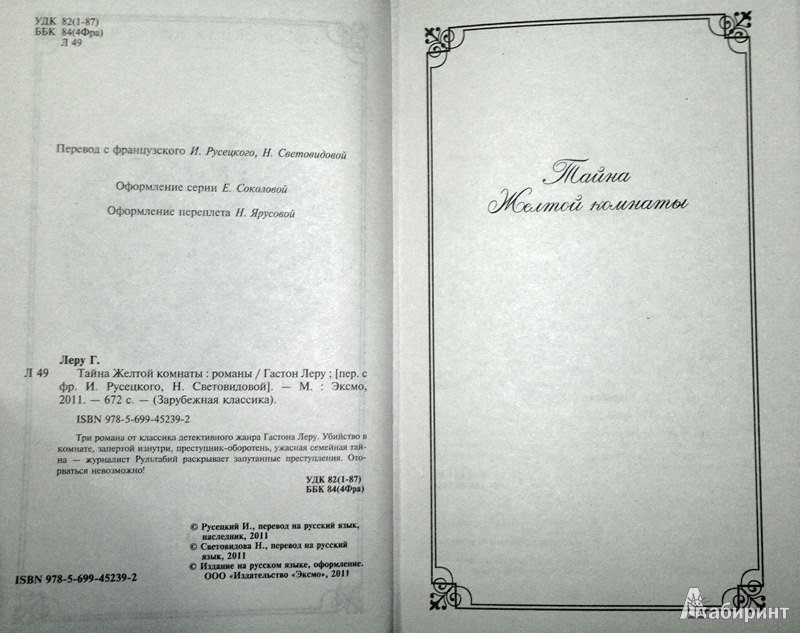 УДК 82(1-87)
ББК 84(4Фра)
Л 49
Перевод с французского И. Русецкого, Н. Световидовой
Оформление серии Е. Соколовой
Оформление переплета Н. Ярусовой
Леру Г.
Л 49 Тайна Желтой комнаты : романы / Гастон Леру ; [пер. с
фр. И. Русецкого, Н. Световидовой]. — М. : Эксмо,
2011. — 672 с. — (Зарубежная классика).
ISBN 978-5-699-45239-2
Три романа от классика детективного жанра Гастона Леру. Убийство в
комнате, запертой изнутри, преступник-оборотень, ужасная семейная тай-
на — журналист Рультабий раскрывает запутанные преступления. Ото-
рваться невозможно!
УДК 82(1-87)
ББК 84(4Фра)
© Русецкий И., перевод на русский язык,
наследник, 2011
© Световидова Н., перевод на русский
язык, 2011
© Издание на русском языке, оформление.
ООО «Издательство «Эксмо», 2011
ISBN 978-5-699-45239-2
Тайна
Желтой комнаты
Лабиринт